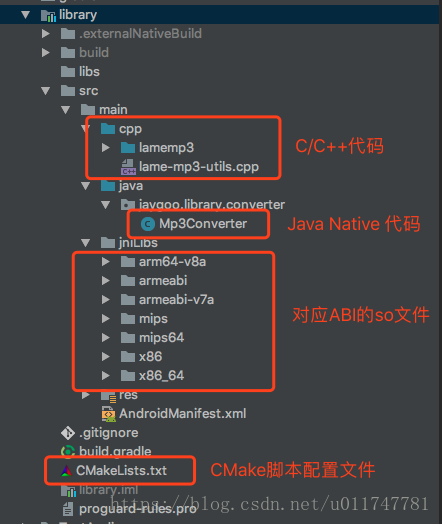 library
.externalNativeBuild
build
libs
src
main
cpp
lamemp3
lame-mp3-utils.cpp
C/C++代码
java
jaygoo.library.converter
Mp3Converter
Java Native 代码
jniLibs
arm64-v8a
armeabi
armeabi-v7a
对应ABI的so文件
mips
mips64
x86
x86_64
res
AndroidManifest.xml
.gitignore
build.gradle
CMakeLists.txt
CMake脚本配置文件
library.iml
https://blog.csdn.net/u011747781
proguard-rules.pro